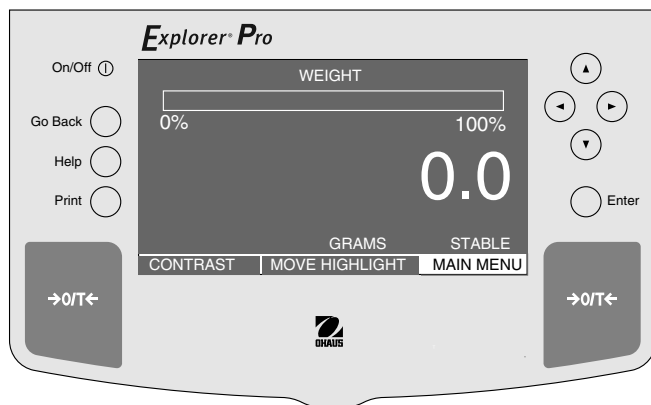 Explorer® Pro
On/Off
Go Back
Help
Print
WEIGHT
0% 100%
0.0
GRAMS STABLE
CONTRAST MOVE HIGHLIGHT MAIN MENU
Enter
→0/T←
→0/T←
OHAUS